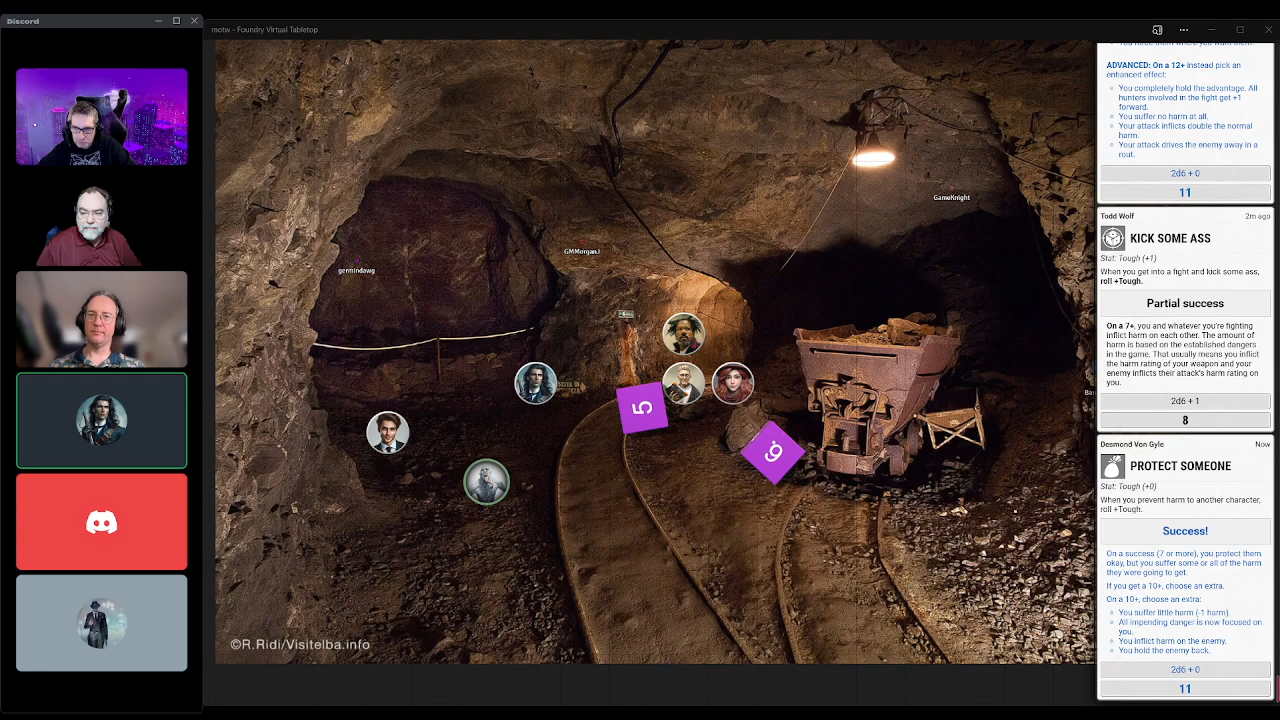 Discord
motw - Foundry Virtual Tabletop
germindawg
GMMorganJ
GameKnight
5
6
©R.Ridi/Visitelba.info
ADVANCED: On a 12+ instead pick an
enhanced effect:
You completely hold the advantage. All
hunters involved in the fight get +1
forward.
You suffer no harm at all.
Your attack inflicts double the normal
harm.
Your attack drives the enemy away in a
rout.
2d6 + 0
11
Todd Wolf
2m ago
KICK SOME ASS
Stat: Tough (+1)
When you get into a fight and kick some ass,
roll +Tough.
Partial success
On a 7+, you and whatever you're fighting
inflict harm on each other. The amount of
harm is based on the established dangers
in the game. That usually means you inflict
the harm rating of your weapon and your
enemy inflicts their attack's harm rating on
you.
2d6 + 1
8
Desmond Von Gyle
Now
PROTECT SOMEONE
Stat: Tough (+0)
When you prevent harm to another character,
roll +Tough.
Success!
On a success (7 or more), you protect them
okay, but you suffer some or all of the harm
they were going to get.
If you get a 10+, choose an extra.
On a 10+, choose an extra:
You suffer little harm (-1 harm).
All impending danger is now focused on
you.
You inflict harm on the enemy.
You hold the enemy back.
2d6 + 0
11